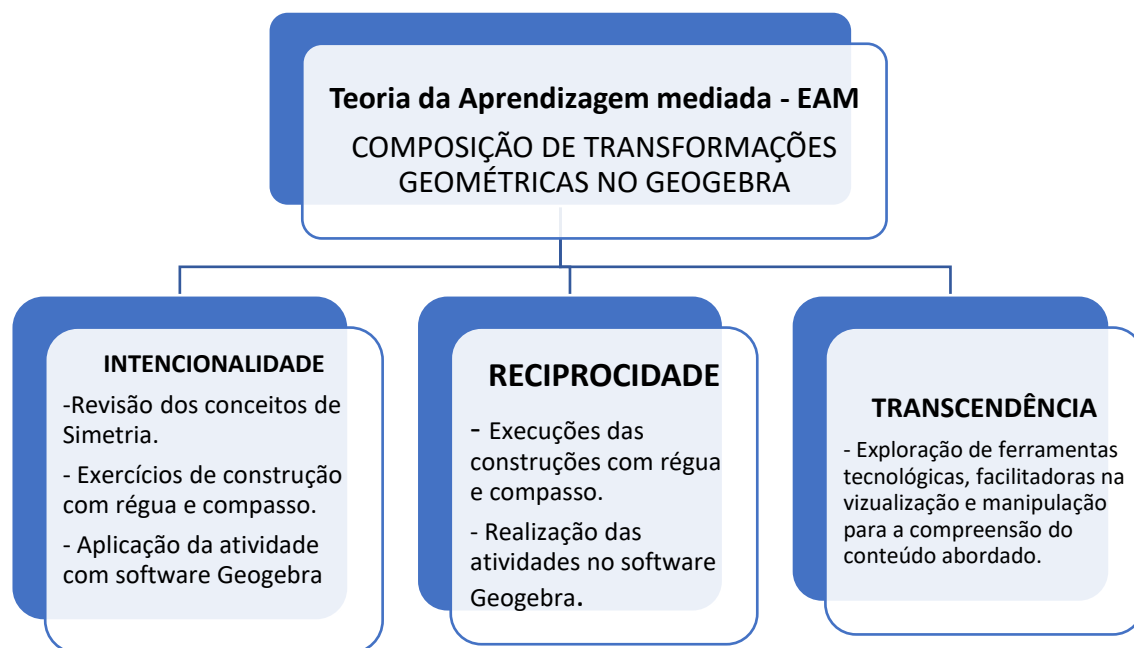 Teoria da Aprendizagem mediada - EAM
COMPOSIÇÃO DE TRANSFORMAÇÕES
GEOMÉTRICAS NO GEOGEBRA
INTENCIONALIDADE
-Revisão dos conceitos de
Simetria.
- Exercícios de construção
com régua e compasso.
- Aplicação da atividade
com software Geogebra
RECIPROCIDADE
- Execuções das
construções com régua
e compasso.
- Realização das
atividades no software
Geogebra.
TRANSCENDÊNCIA
- Exploração de ferramentas
tecnológicas, facilitadoras na
vizualização e manipulação
para a compreensão do
conteúdo abordado.